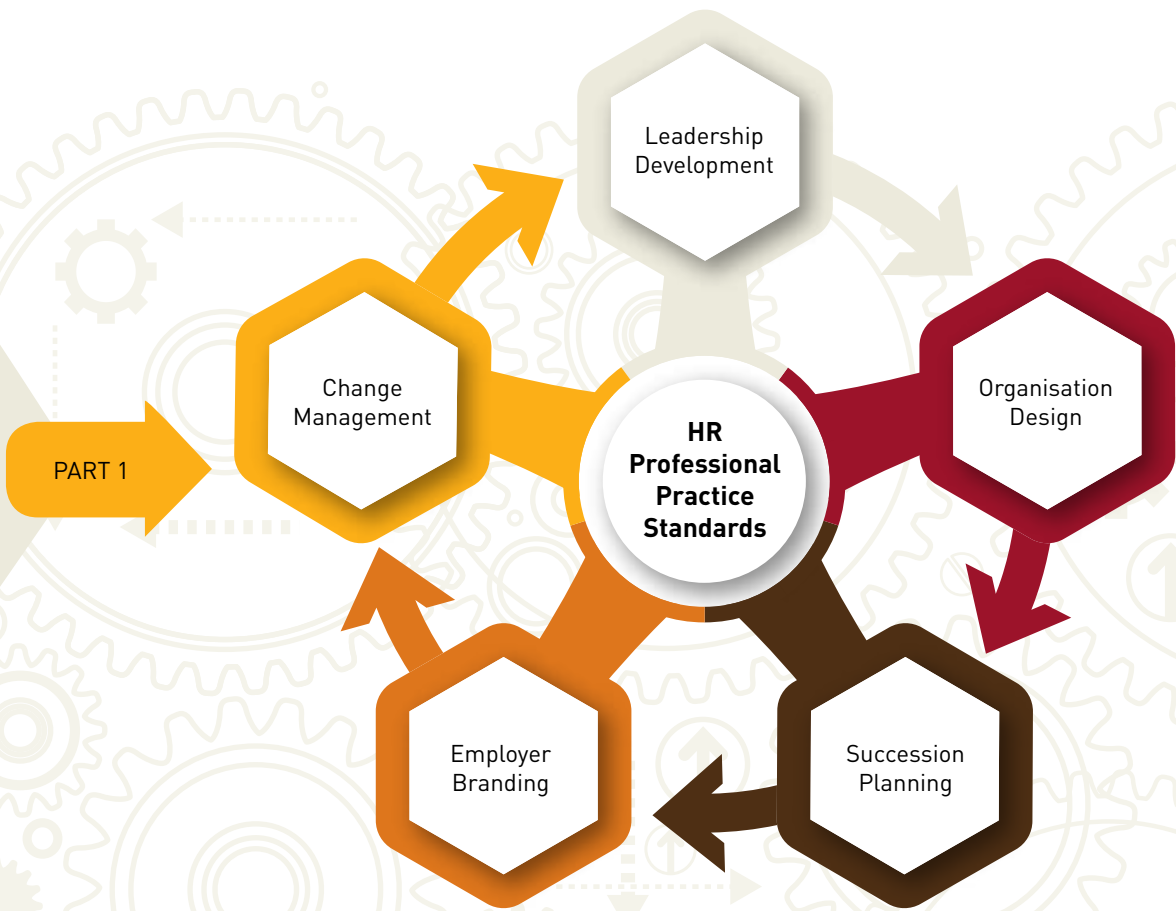 Leadership
Development
Change
Management
Organisation
Design
PART 1
HR
Professional
Practice
Standards
Employer
Branding
Succession
Planning